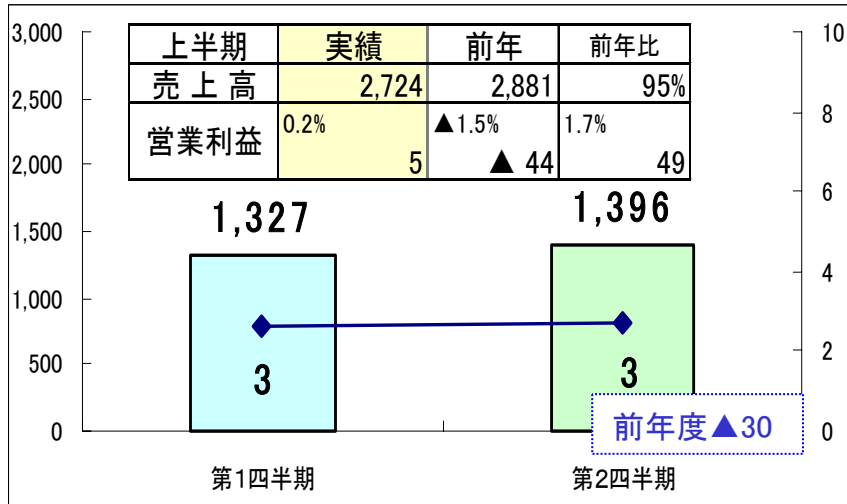 上半期 実績 前年 前年比
売上高 2,724 2,881 95%
営業利益 0.2% ▲1.5% 1.7%
5 ▲ 44 49
3,000
2,500
2,000
1,500
1,000
500
0
10
8
6
4
2
0
1,327
1,396
3
3
前年度▲30
第1四半期
第2四半期